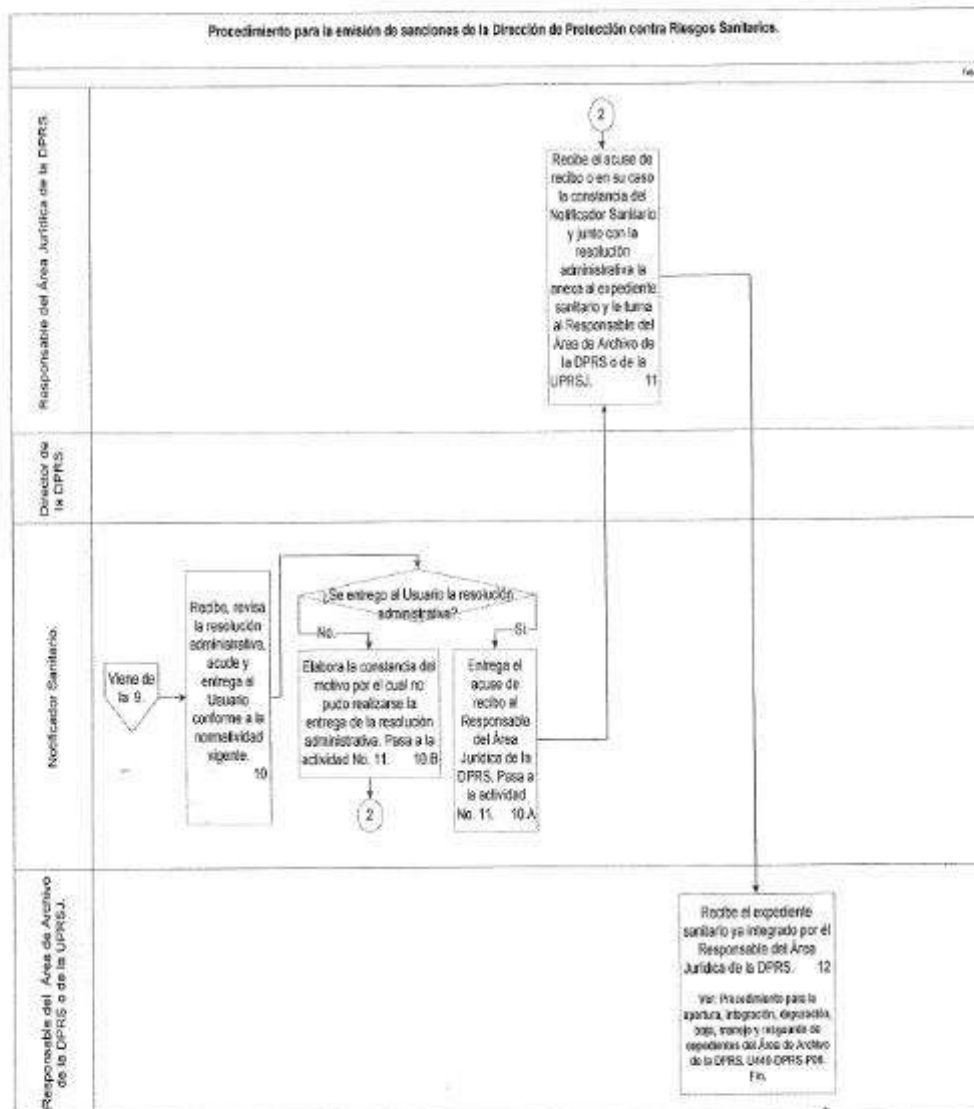 Procedimiento para la emisión de sanciones de la Dirección de Protección contra Riesgos Sanitarios.
Responsable del Área Jurídica de la DPRS.
2
Recibe el acuse de
recibo o en su caso
la constancia del
Notificador Sanitario
y junto con la
resolución
administrativa la
anexa al expediente
sanitario y le turna
al Responsable del
Área de Archivo de
la DPRS o de la
UPRSJ. 11
Director de
la DPRS
Notificador Sanitario.
Viene de
la 9.
Recibe, revisa
la resolución
administrativa,
acude y
entrega al
Usuario
conforme a la
normatividad
vigente.
10
¿Se entrego al Usuario la resolución
administrativa?
No.
Si
Elabora la constancia del
motivo por el cual no
pudo realizarse la
entrega de la resolución
administrativa. Pasa a la
actividad No. 11. 10.B
2
Entrega el
acuse de
recibo al
Responsable
del Área
Jurídico de la
DPRS. Pasa a
la actividad
No. 11. 10.A
Responsable del Área de Archivo
de la DPRS o de la UPRSJ.
Recibe el expediente
sanitario ya integrado por él
Responsable del Área
Jurídica de la DPRS. 12
Ver: Procedimiento para la
apertura, integración, depuración,
baja, manejo y resguardo de
expedientes del Área de Archivo
de la DPRS.
Fin.